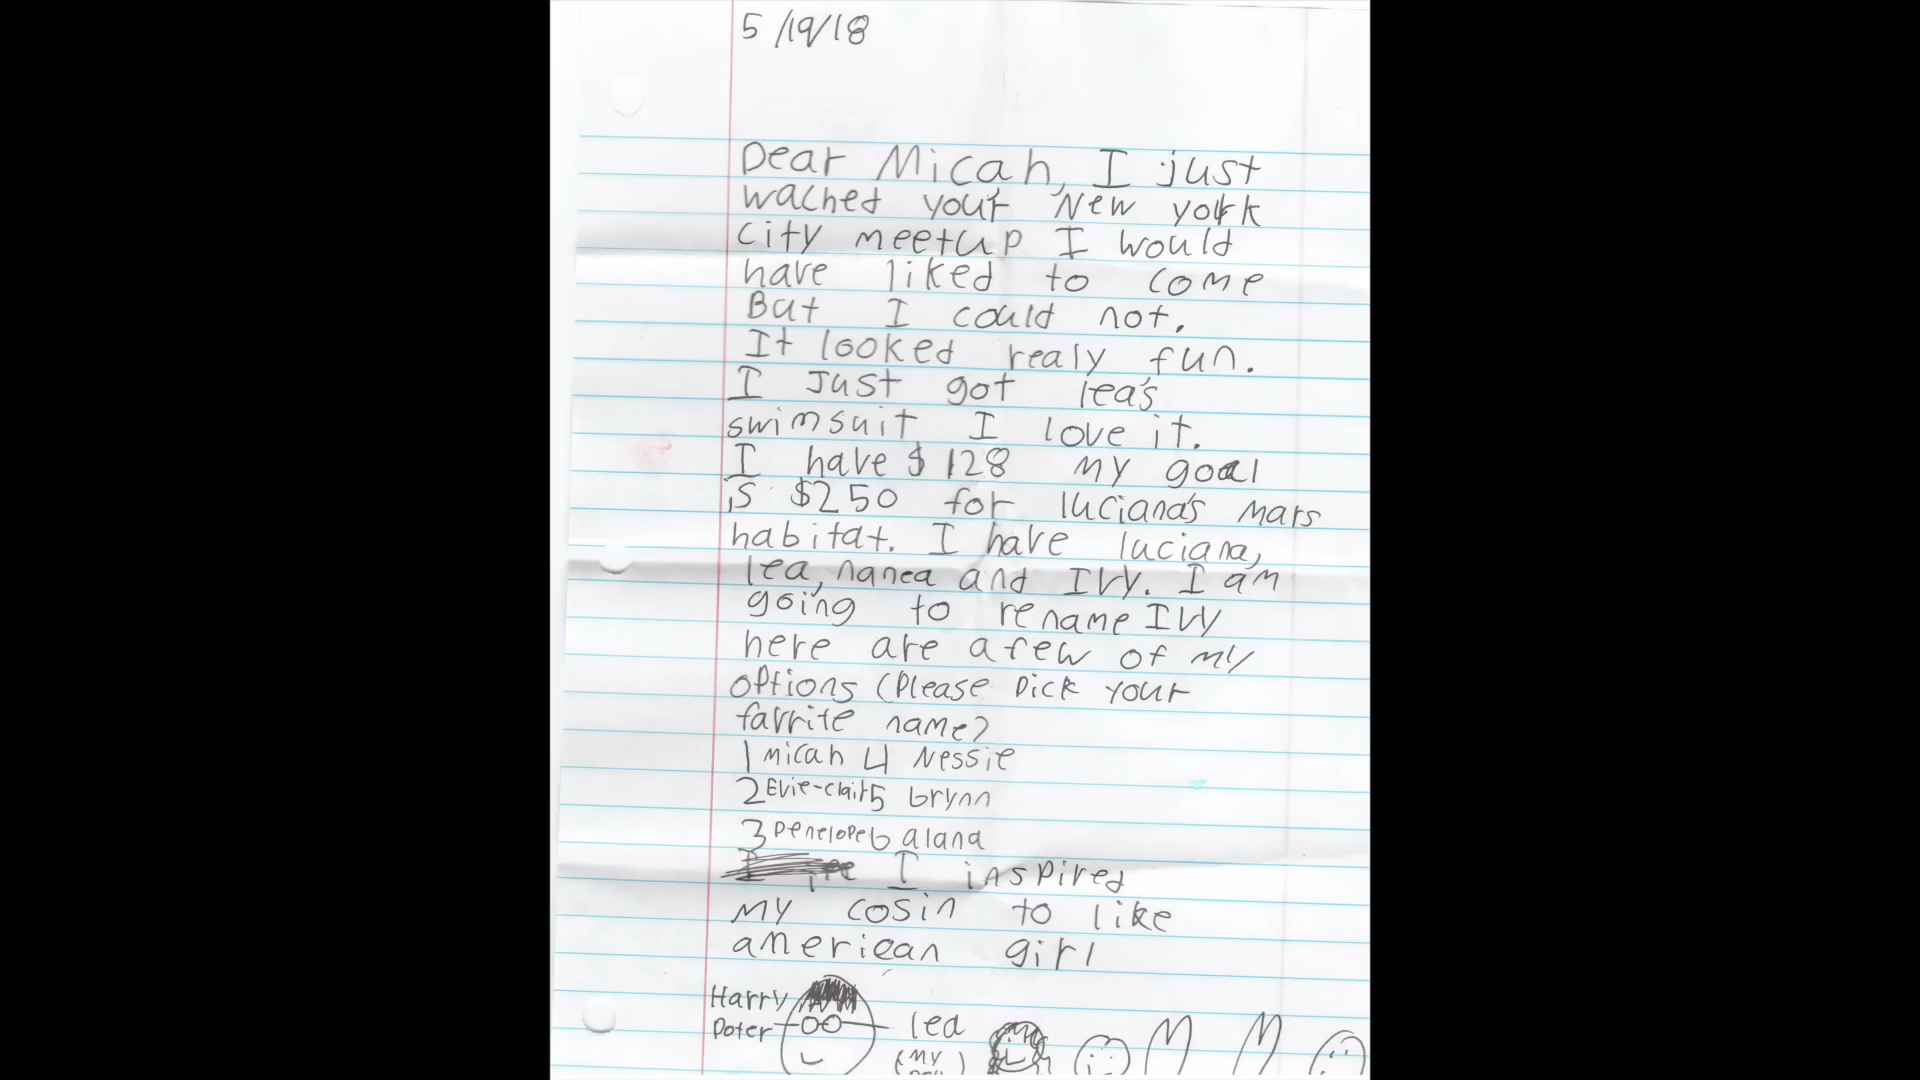 5/19/18
Dear Micah, I just
wached your New york
city meetup I would
have liked to come
But I could not.
It looked realy fun.
I Just got lea's
swimsuit I love it.
I have $128 my goal
is $250 for luciana's mars
habitat. I have luciana,
lea, nanea and Ivy. I am
going to rename Ivy
here are a few of my
options (please pick your
favrite name)
1 micah 4 Nessie
2 Evie-clair 5 brynn
3 penelope 6 alana
I inspired
my cosin to like
american girl
Harry
Poter
lea
(my